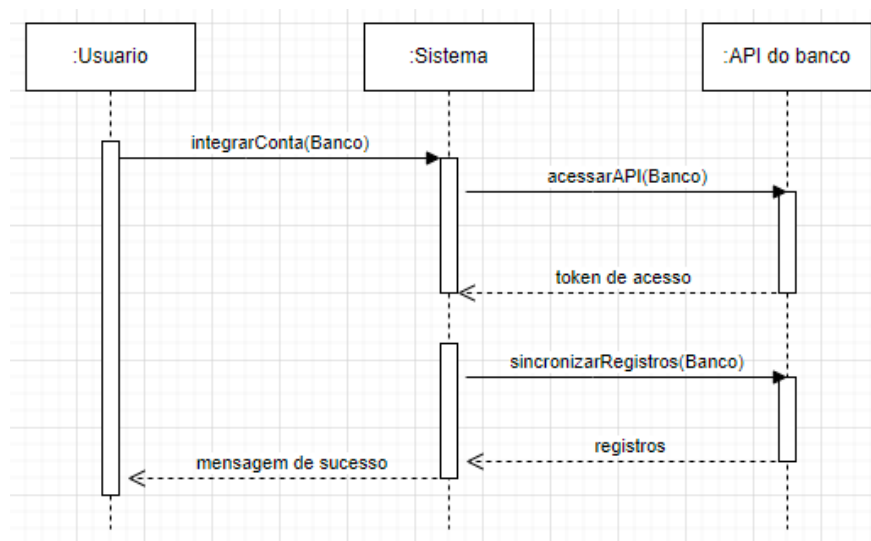 :Usuario
:Sistema
:API do banco
integrarConta(Banco)
acessarAPI(Banco)
token de acesso
sincronizarRegistros(Banco)
registros
mensagem de sucesso